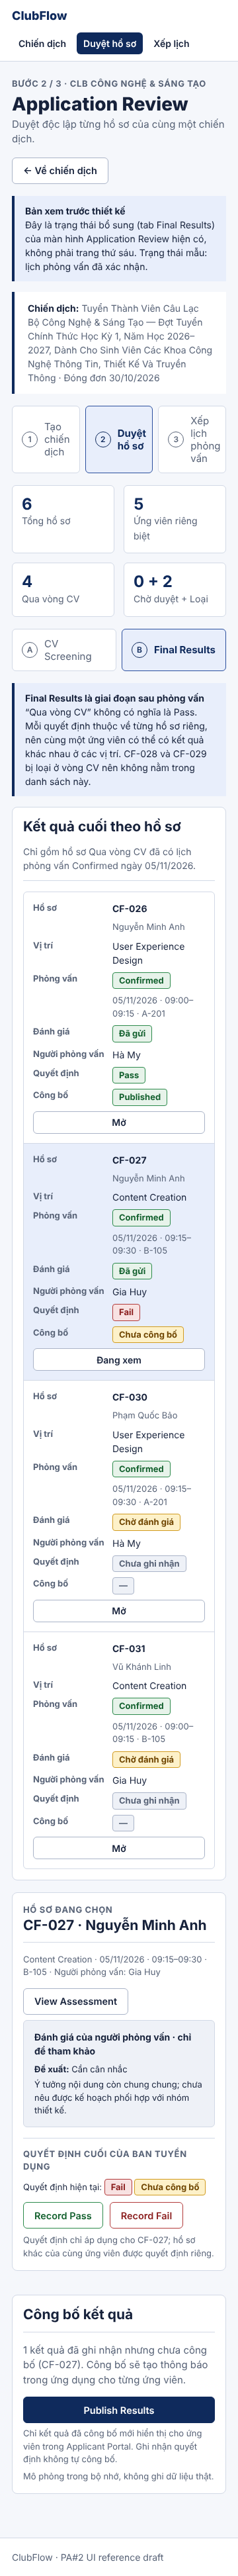 ClubFlow
Chiến dịch Duyệt hồ sơ Xếp lịch
BƯỚC 2 / 3 · CLB CÔNG NGHỆ & SÁNG TẠO
Application Review
Duyệt độc lập từng hồ sơ của cùng một chiến
dịch.
← Về chiến dịch
Bản xem trước thiết kế
Đây là trạng thái bổ sung (tab Final Results)
của màn hình Application Review hiện có,
không phải trang thứ sáu. Trạng thái mẫu:
lịch phỏng vấn đã xác nhận.
Chiến dịch: Tuyển Thành Viên Câu Lạc
Bộ Công Nghệ & Sáng Tạo — Đợt Tuyển
Chính Thức Học Kỳ 1, Năm Học 2026–
2027, Dành Cho Sinh Viên Các Khoa Công
Nghệ Thông Tin, Thiết Kế Và Truyền
Thông · Đóng đơn 30/10/2026
1 Tạo chiến dịch
2 Duyệt hồ sơ
3 Xếp lịch phỏng vấn
6
Tổng hồ sơ
5
Ứng viên riêng
biệt
4
Qua vòng CV
0 + 2
Chờ duyệt + Loại
A CV Screening
B Final Results
Final Results là giai đoạn sau phỏng vấn
“Qua vòng CV” không có nghĩa là Pass.
Mỗi quyết định thuộc về từng hồ sơ riêng,
nên cùng một ứng viên có thể có kết quả
khác nhau ở các vị trí. CF-028 và CF-029
bị loại ở vòng CV nên không nằm trong
danh sách này.
Kết quả cuối theo hồ sơ
Chỉ gồm hồ sơ Qua vòng CV đã có lịch
phỏng vấn Confirmed ngày 05/11/2026.
Hồ sơ CF-026
Nguyễn Minh Anh
Vị trí User Experience
Design
Phỏng vấn Confirmed
05/11/2026 · 09:00–
09:15 · A-201
Đánh giá Đã gửi
Người phỏng vấn Hà My
Quyết định Pass
Công bố Published
Mở
Hồ sơ CF-027
Nguyễn Minh Anh
Vị trí Content Creation
Phỏng vấn Confirmed
05/11/2026 · 09:15–
09:30 · B-105
Đánh giá Đã gửi
Người phỏng vấn Gia Huy
Quyết định Fail
Công bố Chưa công bố
Đang xem
Hồ sơ CF-030
Phạm Quốc Bảo
Vị trí User Experience
Design
Phỏng vấn Confirmed
05/11/2026 · 09:15–
09:30 · A-201
Đánh giá Chờ đánh giá
Người phỏng vấn Hà My
Quyết định Chưa ghi nhận
Công bố —
Mở
Hồ sơ CF-031
Vũ Khánh Linh
Vị trí Content Creation
Phỏng vấn Confirmed
05/11/2026 · 09:00–
09:15 · B-105
Đánh giá Chờ đánh giá
Người phỏng vấn Gia Huy
Quyết định Chưa ghi nhận
Công bố —
Mở
HỒ SƠ ĐANG CHỌN
CF-027 · Nguyễn Minh Anh
Content Creation · 05/11/2026 · 09:15–09:30 ·
B-105 · Người phỏng vấn: Gia Huy
View Assessment
Đánh giá của người phỏng vấn · chỉ
để tham khảo
Đề xuất: Cần cân nhắc
Ý tưởng nội dung còn chung chung; chưa
nêu được kế hoạch phối hợp với nhóm
thiết kế.
QUYẾT ĐỊNH CUỐI CỦA BAN TUYỂN
DỤNG
Quyết định hiện tại: Fail Chưa công bố
Record Pass Record Fail
Quyết định chỉ áp dụng cho CF-027; hồ sơ
khác của cùng ứng viên được quyết định riêng.
Công bố kết quả
1 kết quả đã ghi nhận nhưng chưa công
bố (CF-027). Công bố sẽ tạo thông báo
trong ứng dụng cho từng ứng viên.
Publish Results
Chỉ kết quả đã công bố mới hiển thị cho ứng
viên trong Applicant Portal. Ghi nhận quyết
định không tự công bố.
Mô phỏng trong bộ nhớ, không ghi dữ liệu thật.
ClubFlow · PA#2 UI reference draft